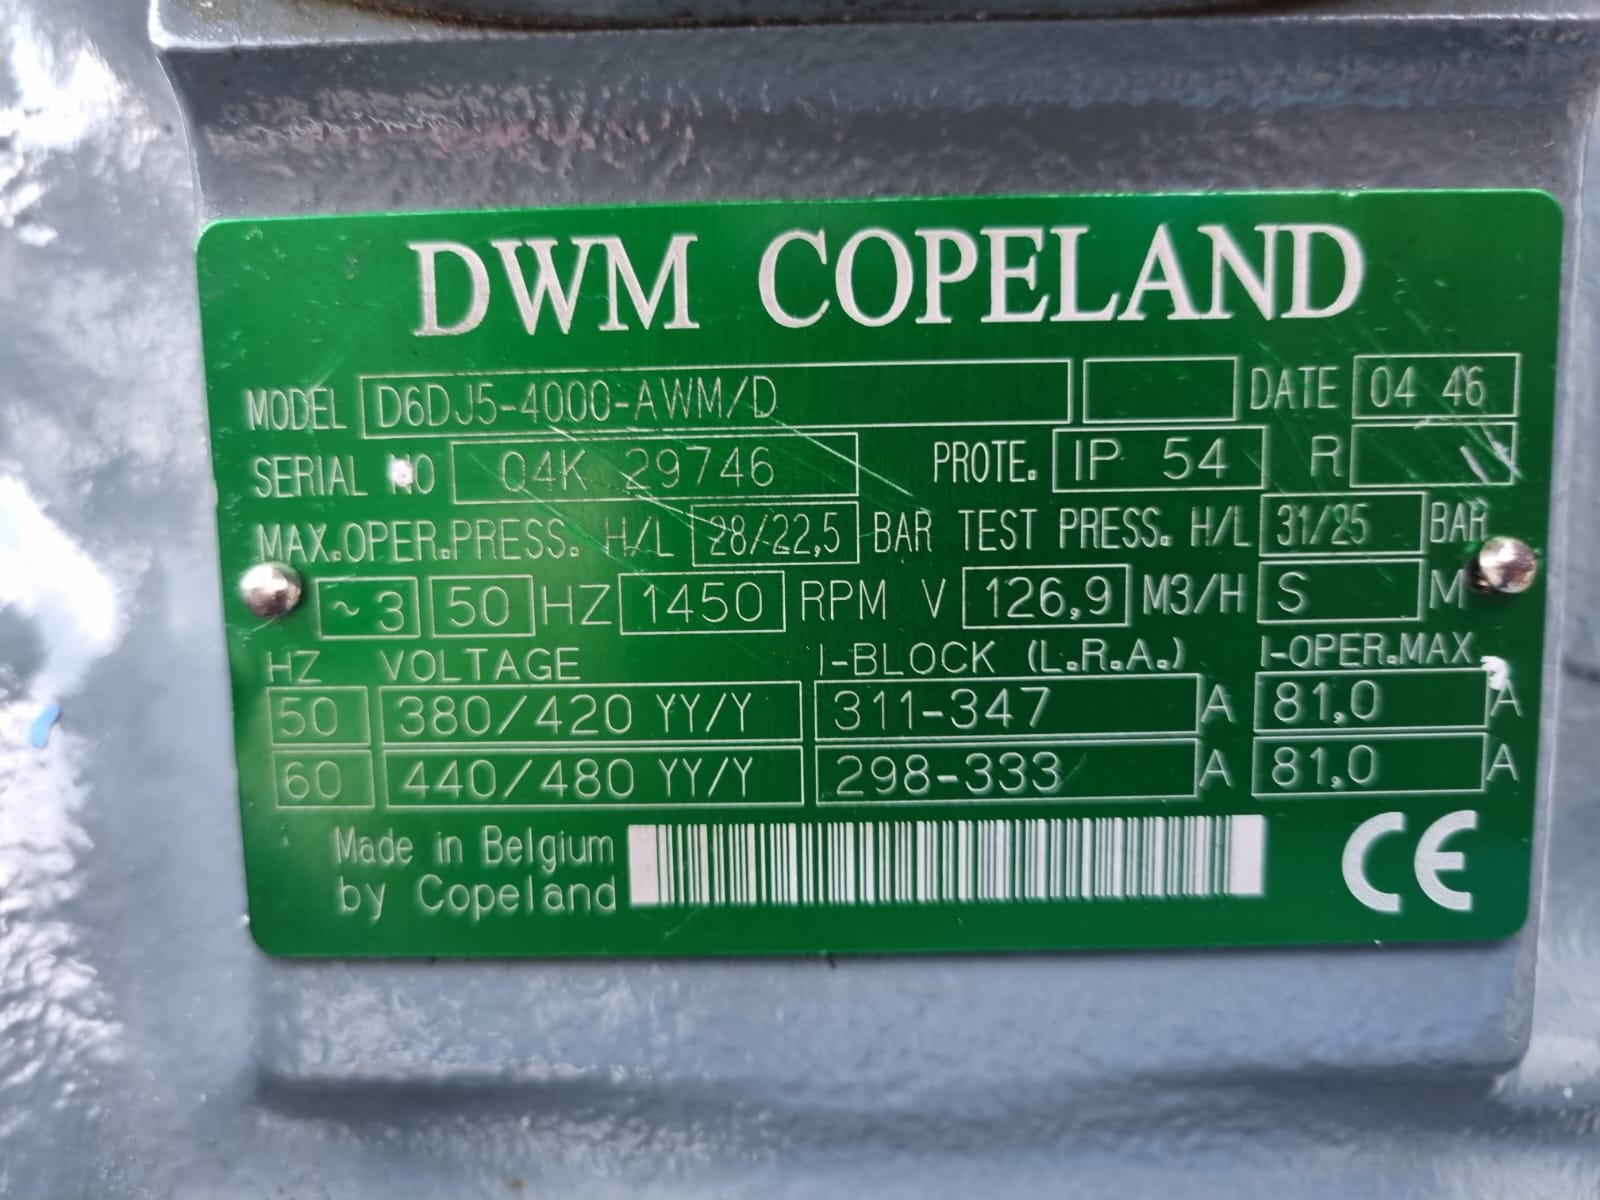 DWM COPELAND
MODEL D6DJ5-4000-AWM/D DATE 04 46
SERIAL NO 04K 29746 PROTE. IP 54 R
MAX.OPER.PRESS. H/L 28/22,5 BAR TEST PRESS. H/L 31/25 BAR
~3 50 HZ 1450 RPM V 126,9 M3/H S M
HZ VOLTAGE I-BLOCK (L.R.A.) I-OPER.MAX
50 380/420 YY/Y 311-347 A 81,0 A
60 440/480 YY/Y 298-333 A 81,0 A
Made in Belgium
by Copeland
CE